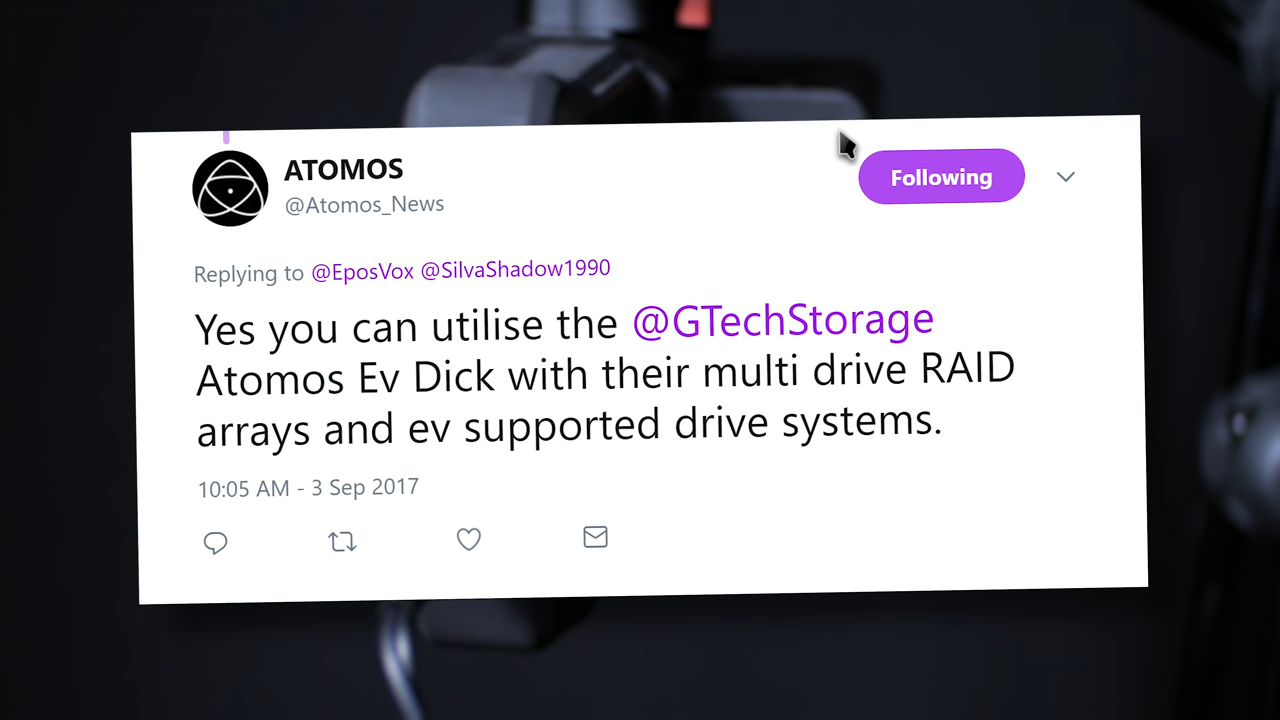 ATOMOS
@Atomos_News
Following
Replying to @EposVox @SilvaShadow1990
Yes you can utilise the @GTechStorage
Atomos Ev Dick with their multi drive RAID
arrays and ev supported drive systems.
10:05 AM - 3 Sep 2017